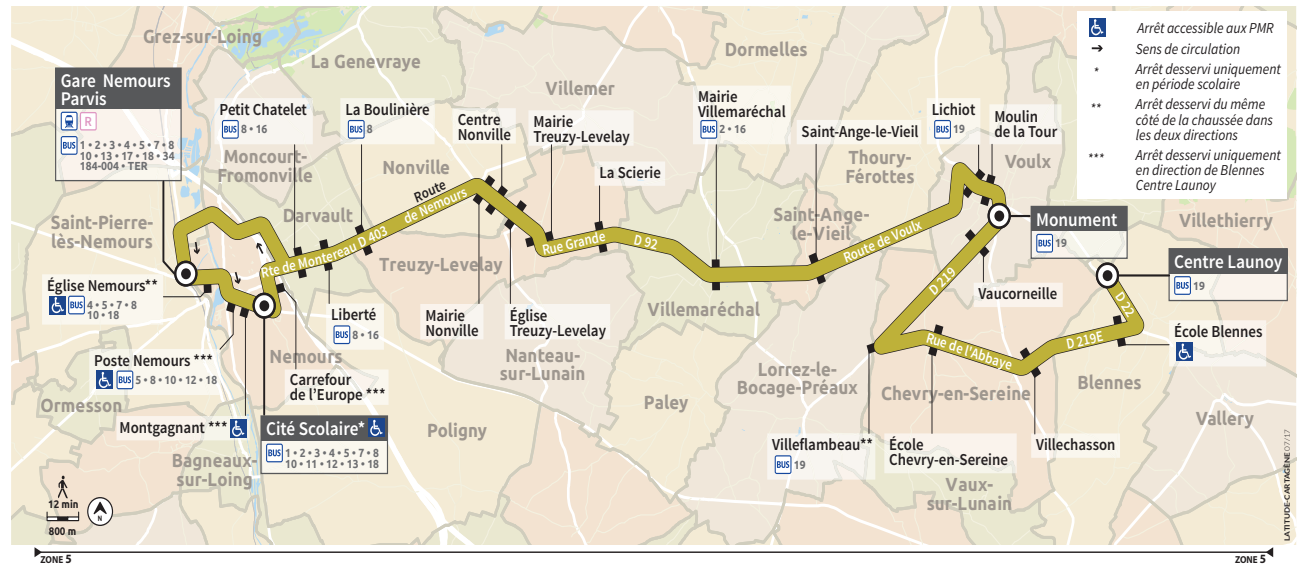 Grez-sur-Loing
La Genevraye
Dormelles
Villemer
Moncourt-
Fromonville
Nonville
Darvault
Saint-Pierre-
lès-Nemours
Treuzy-Levelay
Thoury-
Férottes
Voulx
Saint-Ange-
le-Vieil
Villethierry
Villemaréchal
Nemours
Nanteau-
sur-Lunain
Lorrez-le-
Bocage-Préaux
Chevry-en-Sereine
Blennes
Ormesson
Paley
Poligny
Vallery
Bagneaux-
sur-Loing
Vaux-
sur-Lunain
Gare Nemours
Parvis
R
BUS 1 • 2 • 3 • 4 • 5 • 7 • 8
10 • 13 • 17 • 18 • 34
184-004 • TER
Petit Chatelet
BUS 8 • 16
La Boulinière
BUS 8
Centre
Nonville
Mairie
Treuzy-Levelay
La Scierie
Mairie
Villemaréchal
BUS 2 • 16
Saint-Ange-le-Vieil
Lichiot
BUS 19
Moulin
de la Tour
Monument
BUS 19
Centre Launoy
BUS 19
Église Nemours**
BUS 4 • 5 • 7 • 8
10 • 18
Poste Nemours ***
BUS 5 • 8 • 10 • 12 • 18
Montgagnant ***
Cité Scolaire*
BUS 1 • 2 • 3 • 4 • 5 • 7 • 8
10 • 11 • 12 • 13 • 18
Carrefour
de l'Europe ***
Liberté
BUS 8 • 16
Mairie
Nonville
Église
Treuzy-Levelay
Vaucorneille
École Blennes
Villeflambeau**
BUS 19
École
Chevry-en-Sereine
Villechasson
Rte de Montereau D 403
Route
de Nemours
Rue Grande
D 92
Route de Voulx
D 219
Rue de l'Abbaye
D 219E
D 22
Arrêt accessible aux PMR
Sens de circulation
* Arrêt desservi uniquement
en période scolaire
** Arrêt desservi du même
côté de la chaussée dans
les deux directions
*** Arrêt desservi uniquement
en direction de Blennes
Centre Launoy
12 min
800 m
N
LATITUDE-CARTAGÈNE 07/17
ZONE 5
ZONE 5